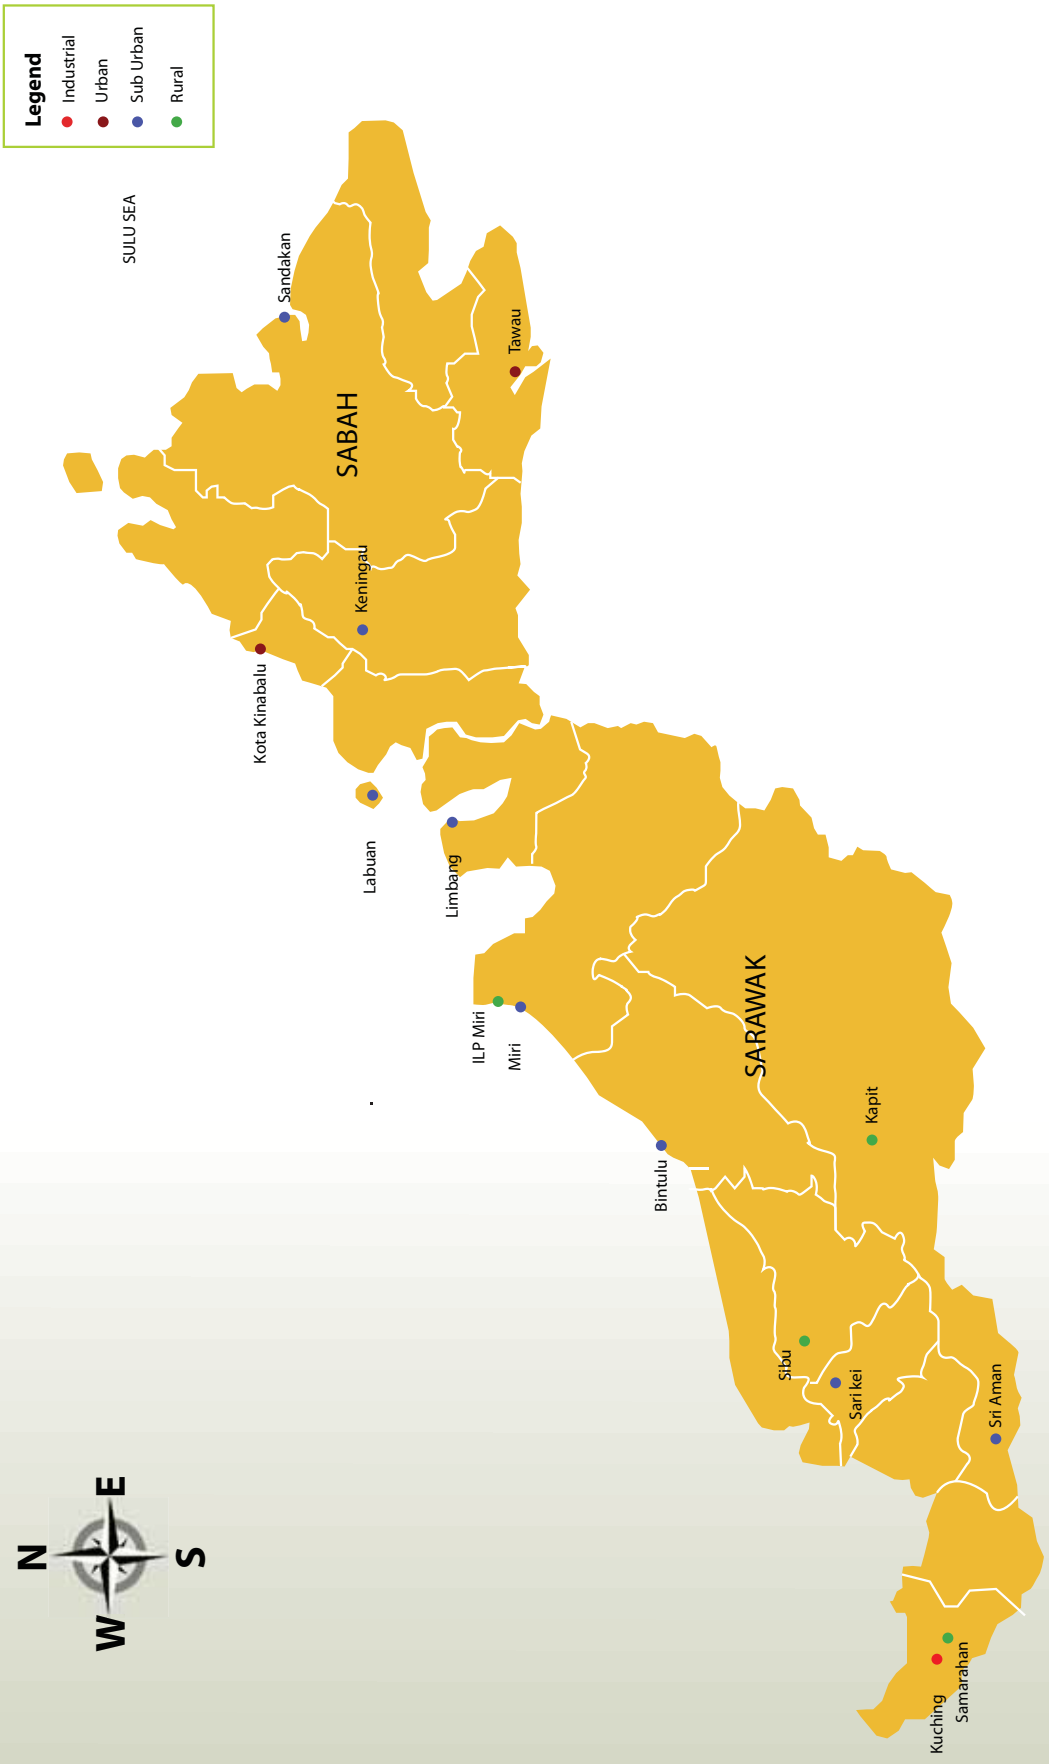 Legend
Industrial
Urban
Sub Urban
Rural
SULU SEA
Sandakan
Tawau
SABAH
Keningau
Kota Kinabalu
Labuan
Limbang
ILP Miri
Miri
SARAWAK
Kapit
Bintulu
Sibu
Sari kei
Sri Aman
Samarahan
Kuching
N
E
S
W